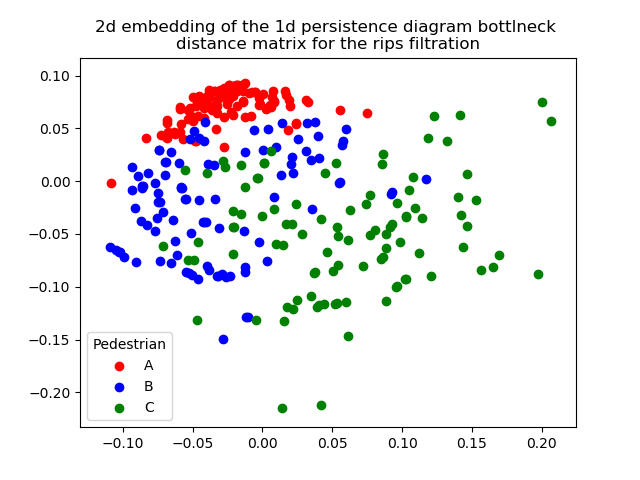 2d embedding of the 1d persistence diagram bottlneck
distance matrix for the rips filtration
0.10
0.05
0.00
−0.05
−0.10
−0.15
−0.20
Pedestrian
A
B
C
−0.10 −0.05 0.00 0.05 0.10 0.15 0.20